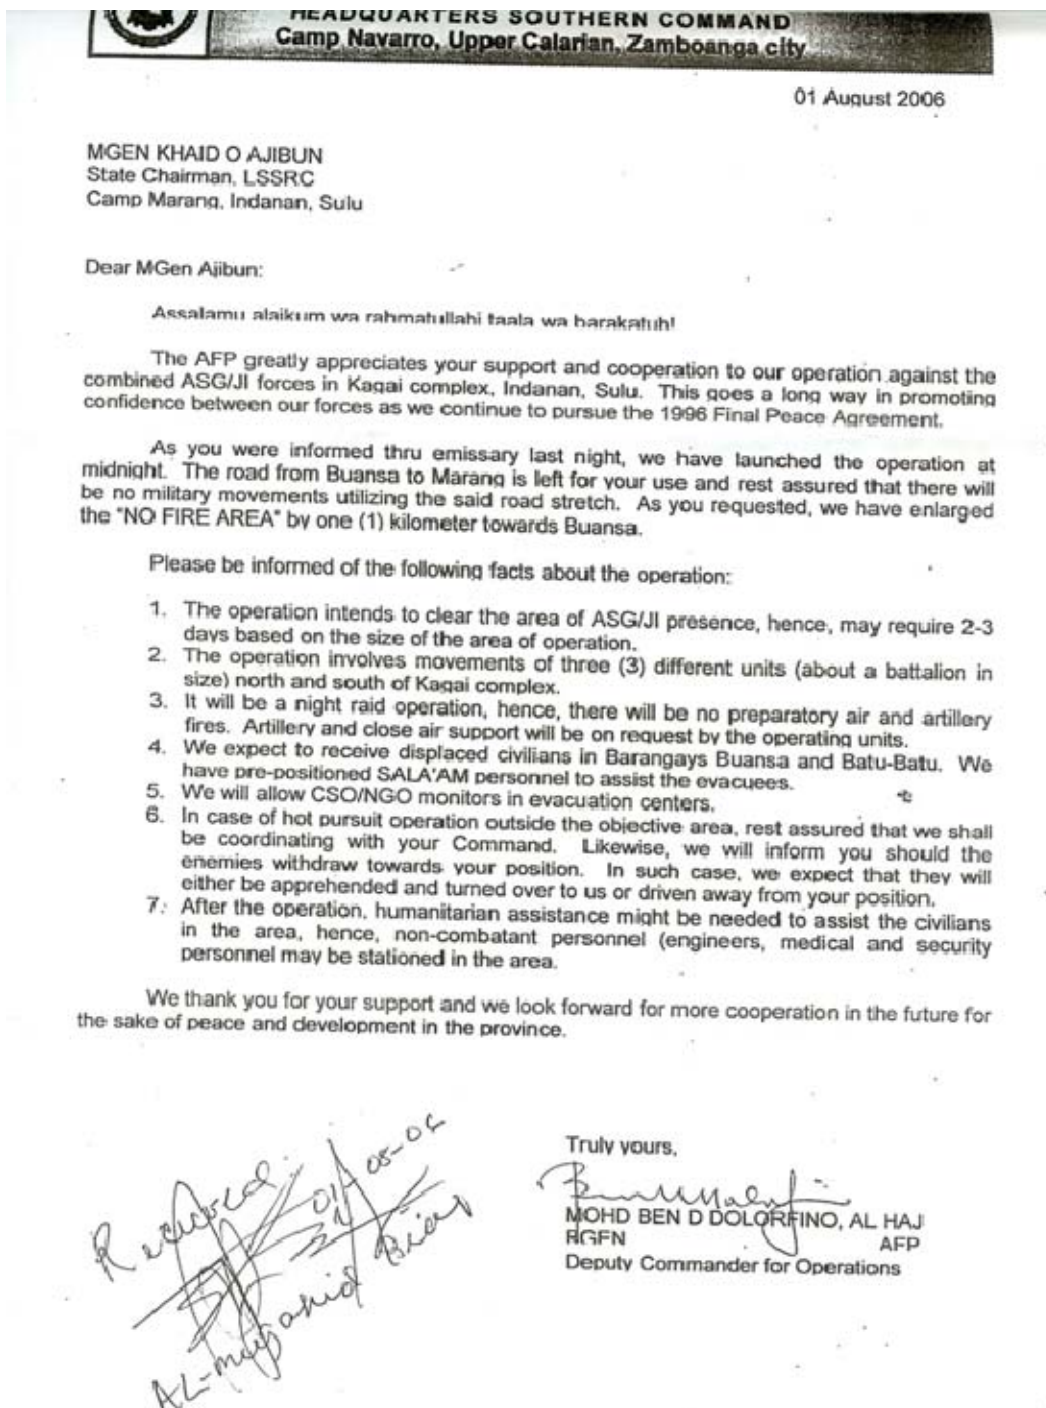 HEADQUARTERS SOUTHERN COMMAND
Camp Navarro, Upper Calarian, Zamboanga city
01 August 2006
MGEN KHAID O AJIBUN
State Chairman, LSSRC
Camp Marang, Indanan, Sulu
Dear MGen Ajibun:
Assalamu alaikum wa rahmatullahi taala wa barakatuh!
The AFP greatly appreciates your support and cooperation to our operation against the
combined ASG/JI forces in Kagai complex, Indanan, Sulu. This goes a long way in promoting
confidence between our forces as we continue to pursue the 1996 Final Peace Agreement.
As you were informed thru emissary last night, we have launched the operation at
midnight. The road from Buansa to Marang is left for your use and rest assured that there will
be no military movements utilizing the said road stretch. As you requested, we have enlarged
the "NO FIRE AREA" by one (1) kilometer towards Buansa.
Please be informed of the following facts about the operation:
1. The operation intends to clear the area of ASG/JI presence, hence, may require 2-3
days based on the size of the area of operation.
2. The operation involves movements of three (3) different units (about a battalion in
size) north and south of Kagai complex.
3. It will be a night raid operation, hence, there will be no preparatory air and artillery
fires. Artillery and close air support will be on request by the operating units.
4. We expect to receive displaced civilians in Barangays Buansa and Batu-Batu. We
have pre-positioned SALA'AM personnel to assist the evacuees.
5. We will allow CSO/NGO monitors in evacuation centers.
6. In case of hot pursuit operation outside the objective area, rest assured that we shall
be coordinating with your Command. Likewise, we will inform you should the
enemies withdraw towards your position. In such case, we expect that they will
either be apprehended and turned over to us or driven away from your position.
7. After the operation, humanitarian assistance might be needed to assist the civilians
in the area, hence, non-combatant personnel (engineers, medical and security
personnel may be stationed in the area.
We thank you for your support and we look forward for more cooperation in the future for
the sake of peace and development in the province.
Truly yours,
MOHD BEN D DOLORFINO, AL HAJ
BGEN AFP
Deputy Commander for Operations
Received
01-08-06
AL-mujahid